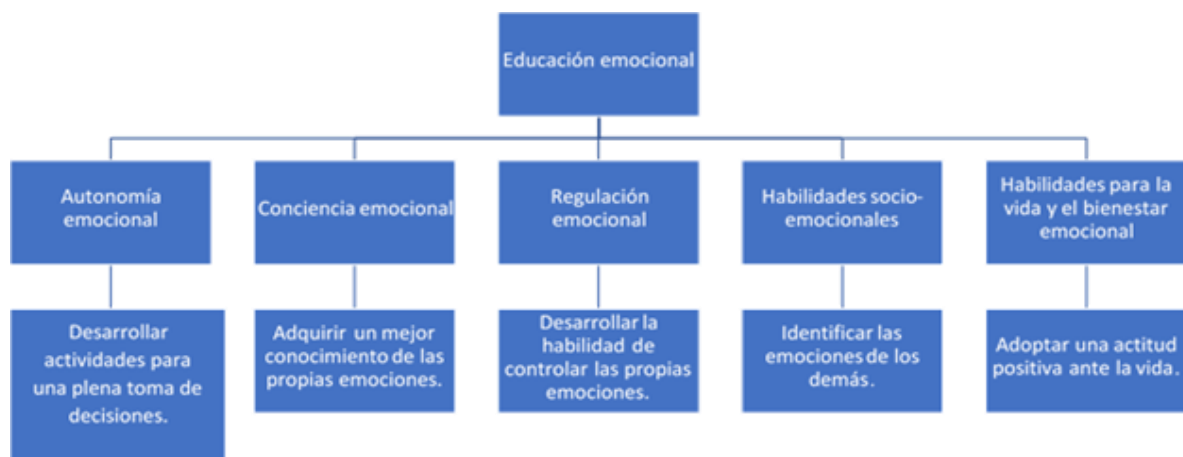 Educación emocional
Autonomía
emocional
Conciencia emocional
Regulación
emocional
Habilidades socio-
emocionales
Habilidades para la
vida y el bienestar
emocional
Desarrollar
actividades para
una plena toma de
decisiones.
Adquirir un mejor
conocimiento de las
propias emociones.
Desarrollar la
habilidad de
controlar las propias
emociones.
Identificar las
emociones de los
demás.
Adoptar una actitud
positiva ante la vida.